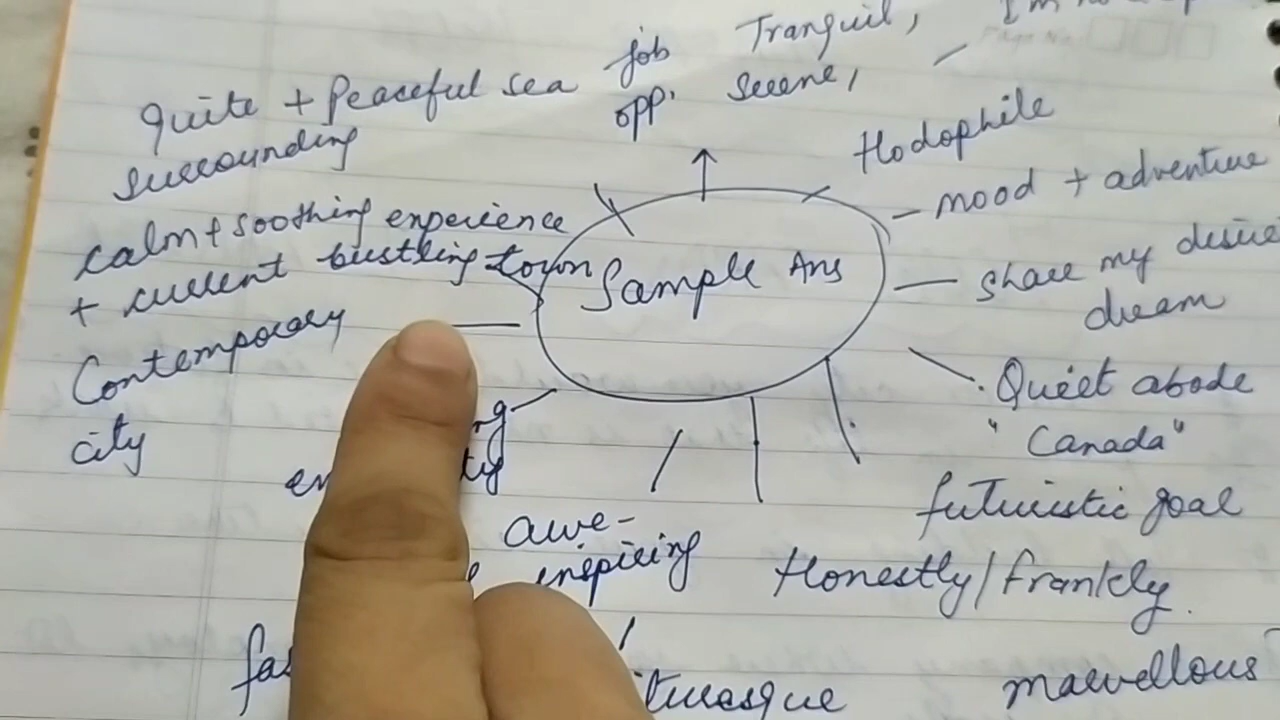 Tranquil,
job
opp. Serene,
quite + Peaceful sea
surrounding
Hodophile
mood + adventure
calm + soothing experience
+ current bustling town
Sample Ans
share my desire
dream
Contemporary
city
Quiet abode
"Canada"
futuristic goal
awe-
inspiring
Honestly/frankly.
marvellous